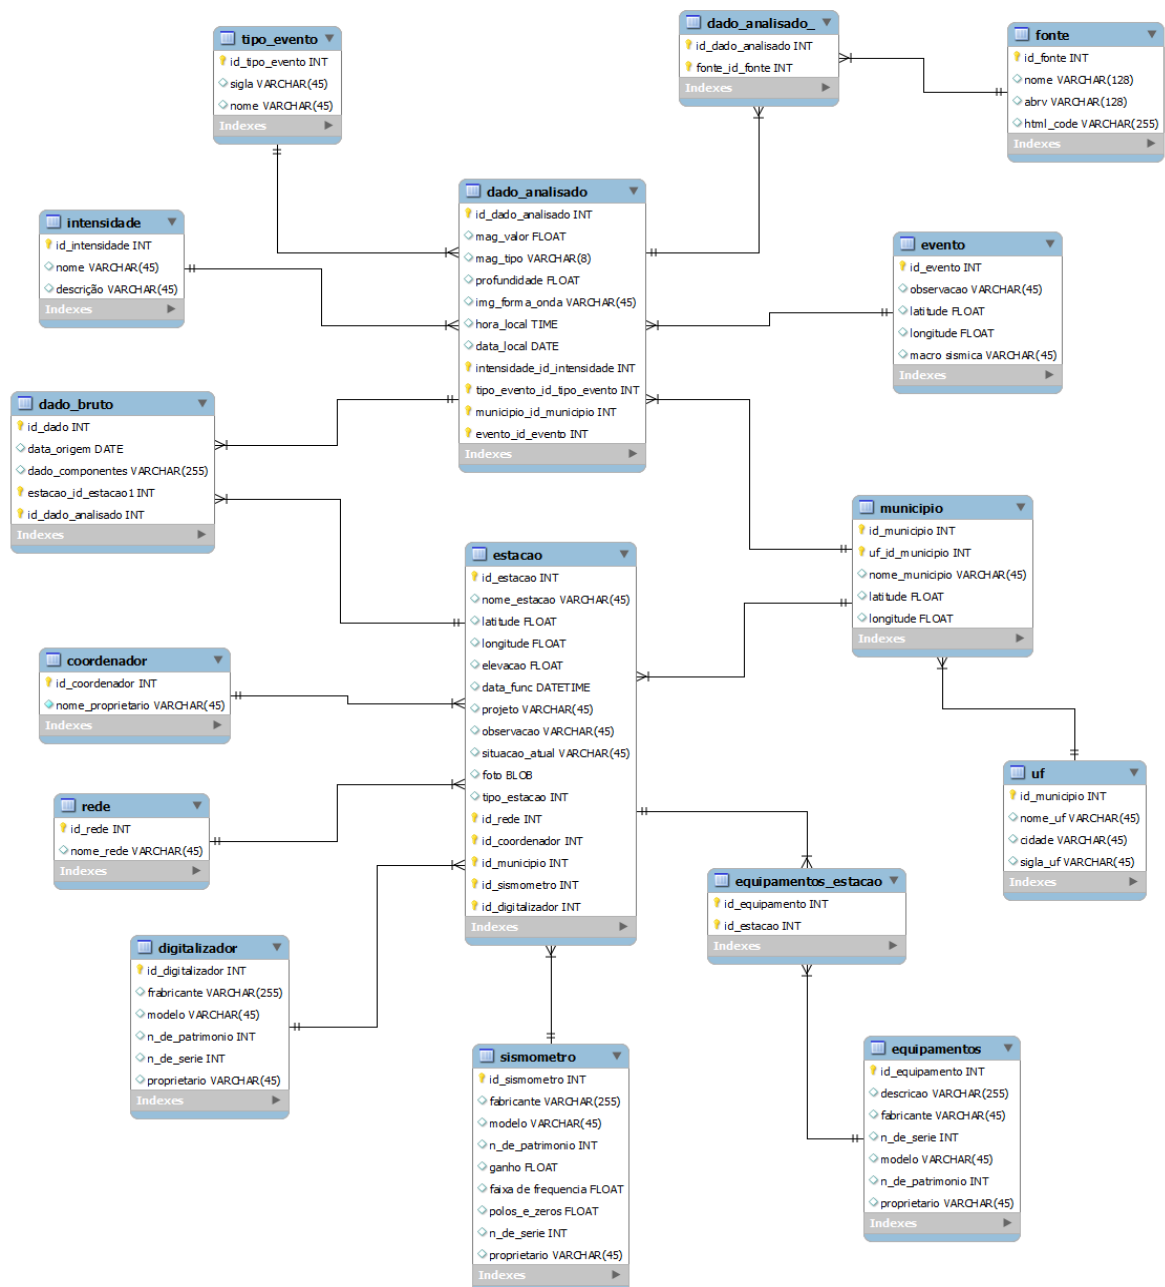 tipo_evento
id_tipo_evento INT
sigla VARCHAR(45)
nome VARCHAR(45)
Indexes
dado_analisado_
id_dado_analisado INT
fonte_id_fonte INT
Indexes
fonte
id_fonte INT
nome VARCHAR(128)
abrv VARCHAR(128)
html_code VARCHAR(255)
Indexes
intensidade
id_intensidade INT
nome VARCHAR(45)
descrição VARCHAR(45)
Indexes
dado_analisado
id_dado_analisado INT
mag_valor FLOAT
mag_tipo VARCHAR(8)
profundidade FLOAT
img_forma_onda VARCHAR(45)
hora_local TIME
data_local DATE
intensidade_id_intensidade INT
tipo_evento_id_tipo_evento INT
municipio_id_municipio INT
evento_id_evento INT
Indexes
evento
id_evento INT
observacao VARCHAR(45)
latitude FLOAT
longitude FLOAT
macro sismica VARCHAR(45)
Indexes
dado_bruto
id_dado INT
data_origem DATE
dado_componentes VARCHAR(255)
estacao_id_estacao1 INT
id_dado_analisado INT
Indexes
estacao
id_estacao INT
nome_estacao VARCHAR(45)
latitude FLOAT
longitude FLOAT
elevacao FLOAT
data_func DATETIME
projeto VARCHAR(45)
observacao VARCHAR(45)
situacao_atual VARCHAR(45)
foto BLOB
tipo_estacao INT
id_rede INT
id_coordenador INT
id_municipio INT
id_sismometro INT
id_digitalizador INT
Indexes
municipio
id_municipio INT
uf_id_municipio INT
nome_municipio VARCHAR(45)
latitude FLOAT
longitude FLOAT
Indexes
coordenador
id_coordenador INT
nome_proprietario VARCHAR(45)
Indexes
rede
id_rede INT
nome_rede VARCHAR(45)
Indexes
uf
id_municipio INT
nome_uf VARCHAR(45)
cidade VARCHAR(45)
sigla_uf VARCHAR(45)
Indexes
equipamentos_estacao
id_equipamento INT
id_estacao INT
Indexes
digitalizador
id_digitalizador INT
frabricante VARCHAR(255)
modelo VARCHAR(45)
n_de_patrimonio INT
n_de_serie INT
proprietario VARCHAR(45)
Indexes
sismometro
id_sismometro INT
fabricante VARCHAR(255)
modelo VARCHAR(45)
n_de_patrimonio INT
ganho FLOAT
faixa de frequencia FLOAT
polos_e_zeros FLOAT
n_de_serie INT
proprietario VARCHAR(45)
Indexes
equipamentos
id_equipamento INT
descricao VARCHAR(255)
fabricante VARCHAR(45)
n_de_serie INT
modelo VARCHAR(45)
n_de_patrimonio INT
proprietario VARCHAR(45)
Indexes